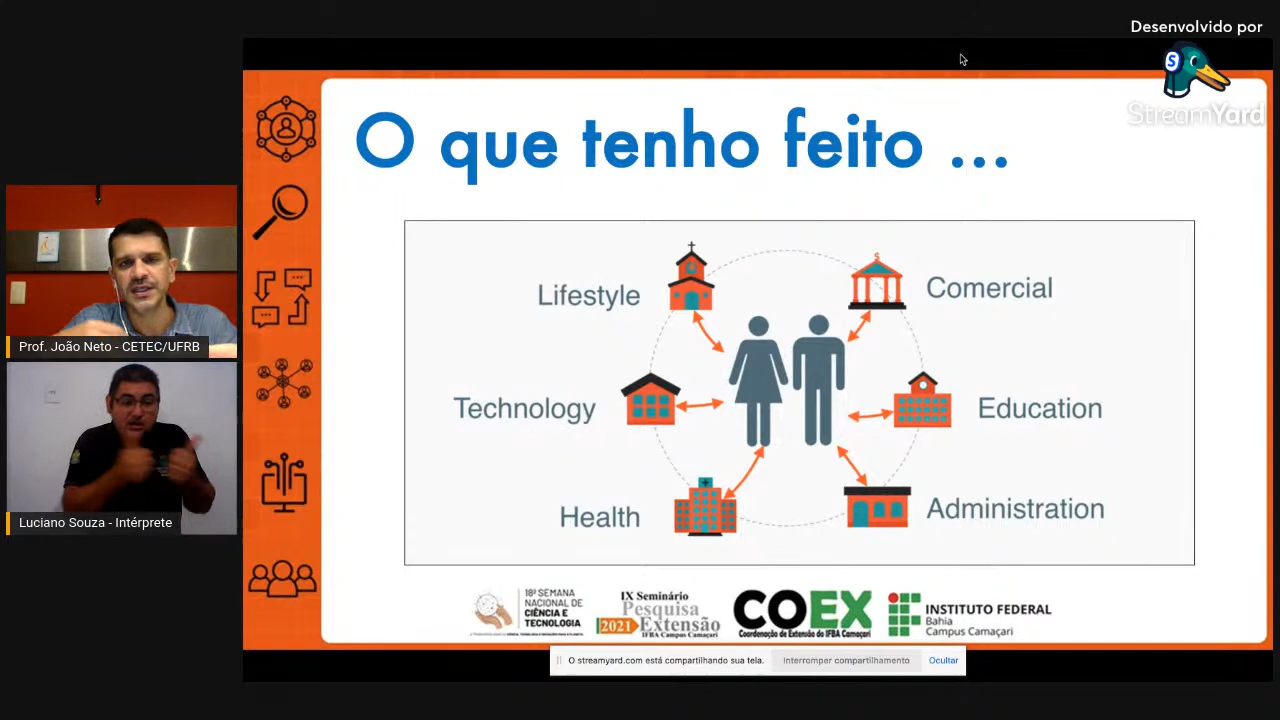 Desenvolvido por
StreamYard
O que tenho feito ...
Lifestyle
Comercial
Technology
Education
Health
Administration
Prof. João Neto - CETEC/UFRB
Luciano Souza - Intérprete
18ª SEMANA
NACIONAL DE
CIÊNCIA E
TECNOLOGIA
IX Seminário
Pesquisa
2021 Extensão
IFBA Campus Camaçari
COEX
Coordenação de Extensão do IFBA Camaçari
INSTITUTO FEDERAL
Bahia
Campus Camaçari
O streamyard.com está compartilhando sua tela.
Interromper compartilhamento
Ocultar